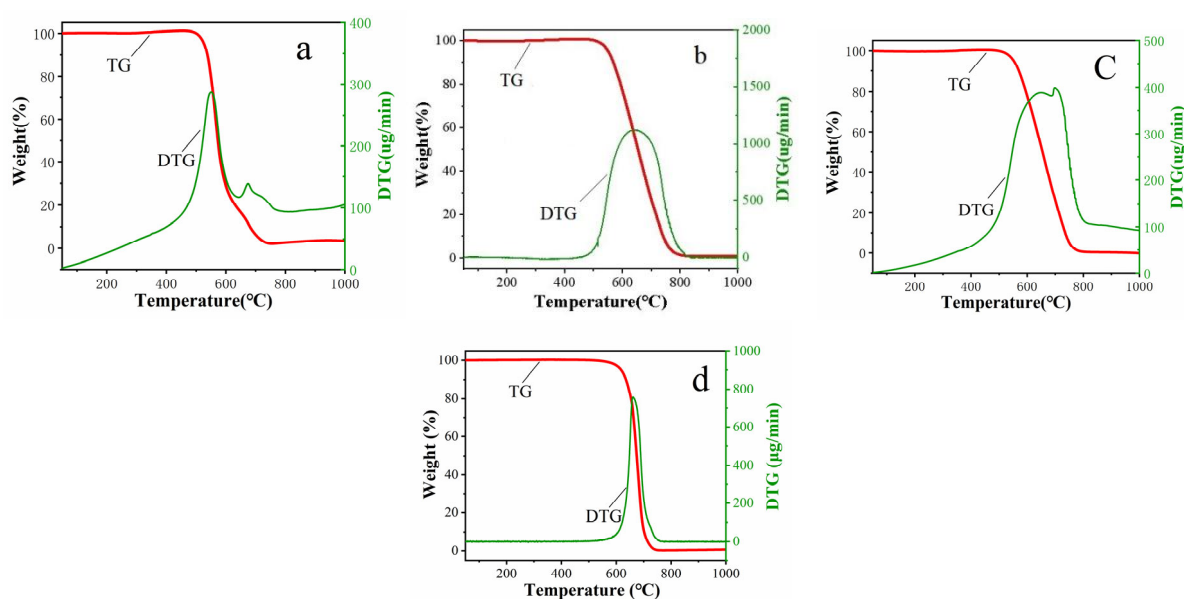 a
TG
DTG
Weight(%)
100
80
60
40
20
0
200
400
600
800
1000
Temperature(℃)
400
300
200
100
0
DTG(ug/min)
b
TG
DTG
Weight(%)
100
80
60
40
20
0
200
400
600
800
1000
Temperature(℃)
2000
1500
1000
500
0
DTG(ug/min)
C
TG
DTG
Weight(%)
100
80
60
40
20
0
200
400
600
800
1000
Temperature(℃)
500
400
300
200
100
0
DTG(ug/min)
d
TG
DTG
Weight (%)
100
80
60
40
20
0
200
400
600
800
1000
Temperature (℃)
1000
800
600
400
200
0
DTG (μg/min)